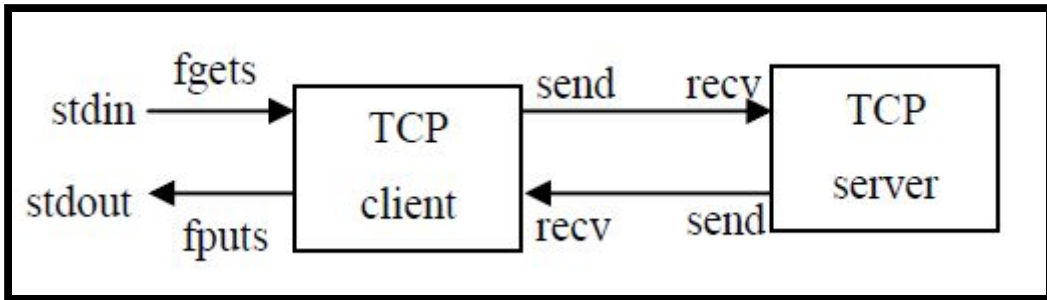 fgets
stdin
send
recv
TCP
client
TCP
server
stdout
fputs
recv
send